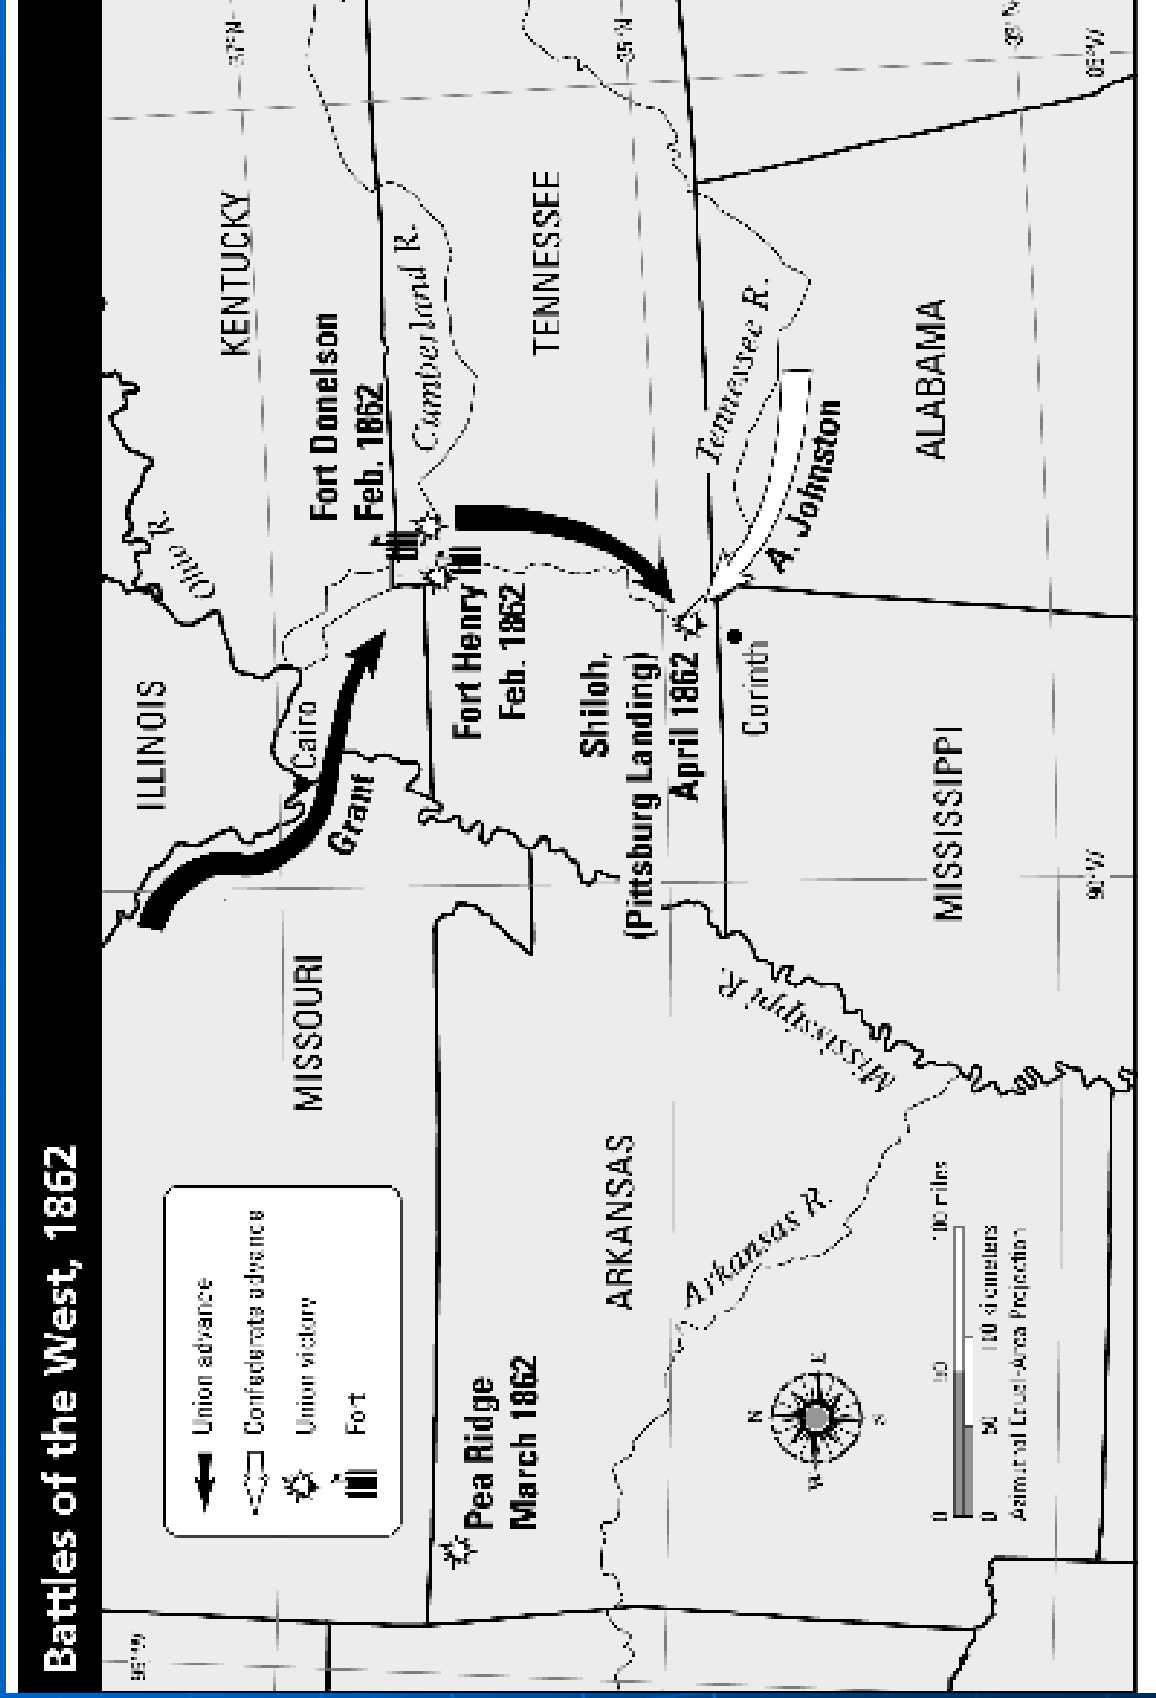 Battles of the West, 1862
Union advance
Confederate advance
Union victory
Fort
ILLINOIS
Ohio R.
KENTUCKY
MISSOURI
Cairo
Grant
Fort Donelson
Feb. 1862
Cumberland R.
Fort Henry
Feb. 1862
TENNESSEE
Pea Ridge
March 1862
ARKANSAS
Shiloh,
(Pittsburg Landing)
April 1862
Tennessee R.
Corinth
A. Johnston
Arkansas R.
Mississippi R.
MISSISSIPPI
ALABAMA
N
E
W
0
50
100 miles
0
50
100 kilometers
Azimuthal Equal-Area Projection
90°W